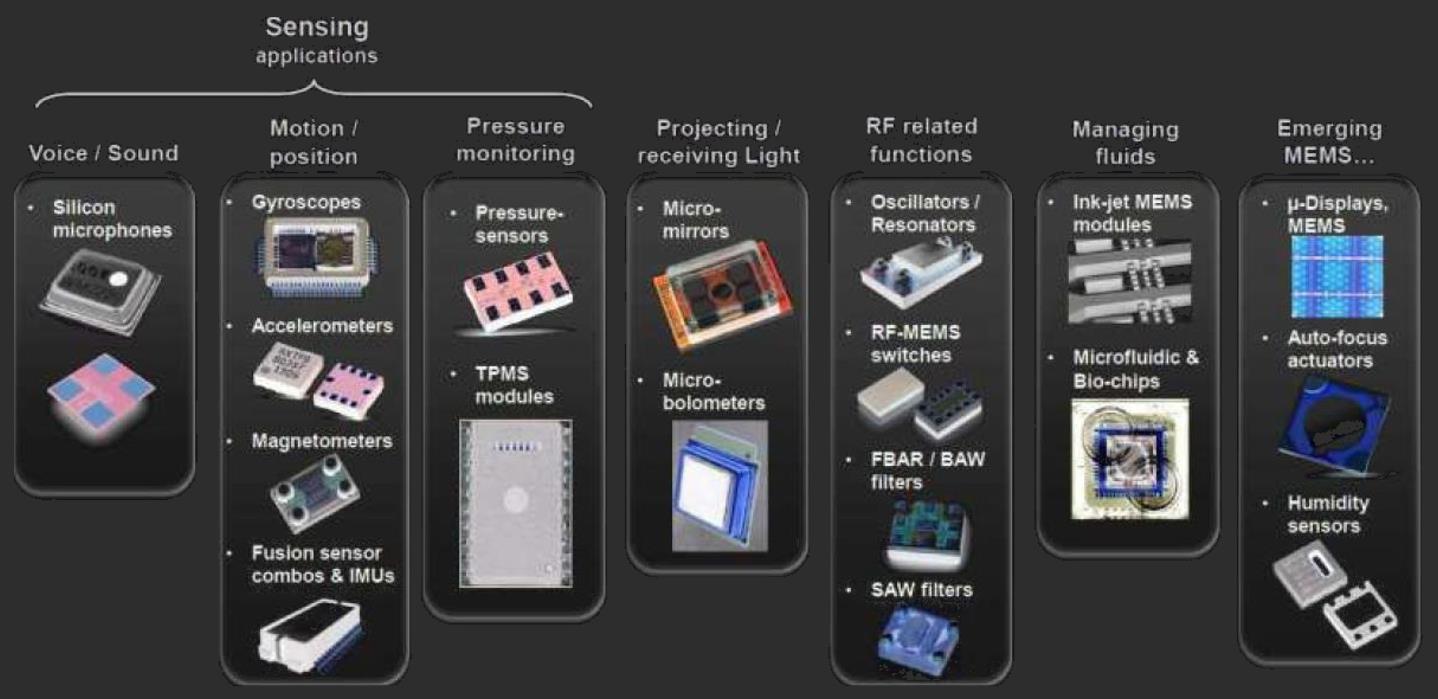 Sensing
applications
Voice / Sound
• Silicon
microphones
Motion /
position
• Gyroscopes
• Accelerometers
• Magnetometers
• Fusion sensor
combos & IMUs
Pressure
monitoring
• Pressure-
sensors
• TPMS
modules
Projecting /
receiving Light
• Micro-
mirrors
• Micro-
bolometers
RF related
functions
• Oscillators /
Resonators
• RF-MEMS
switches
• FBAR / BAW
filters
• SAW filters
Managing
fluids
• Ink-jet MEMS
modules
• Microfluidic &
Bio-chips
Emerging
MEMS...
• µ-Displays,
MEMS
• Auto-focus
actuators
• Humidity
sensors